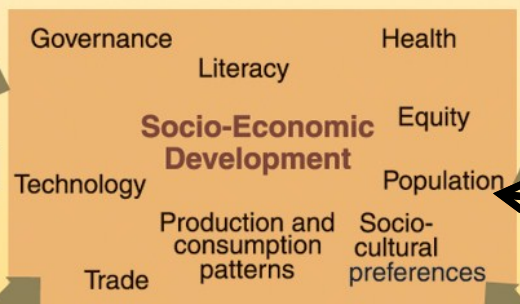 Governance
Health
Literacy
Equity
Socio-Economic
Development
Technology
Population
Production and
consumption
patterns
Socio-
cultural
preferences
Trade